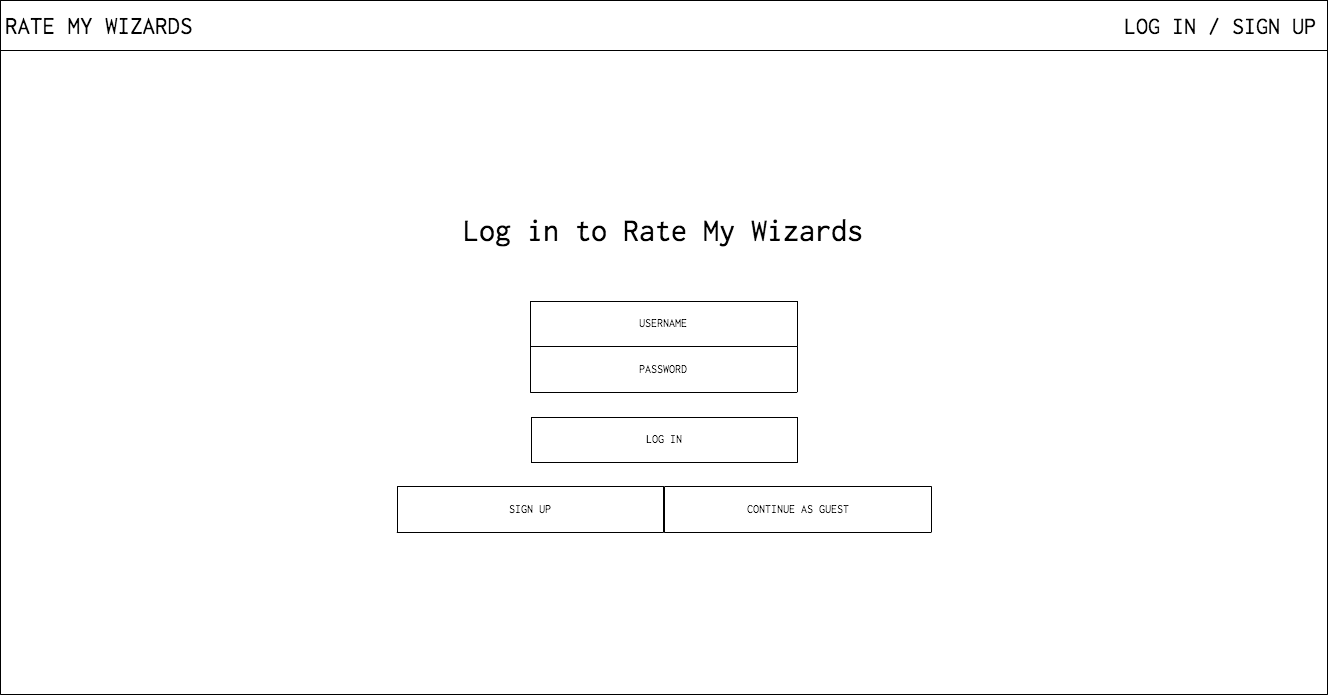 RATE MY WIZARDS
LOG IN / SIGN UP
Log in to Rate My Wizards
USERNAME
PASSWORD
LOG IN
SIGN UP
CONTINUE AS GUEST